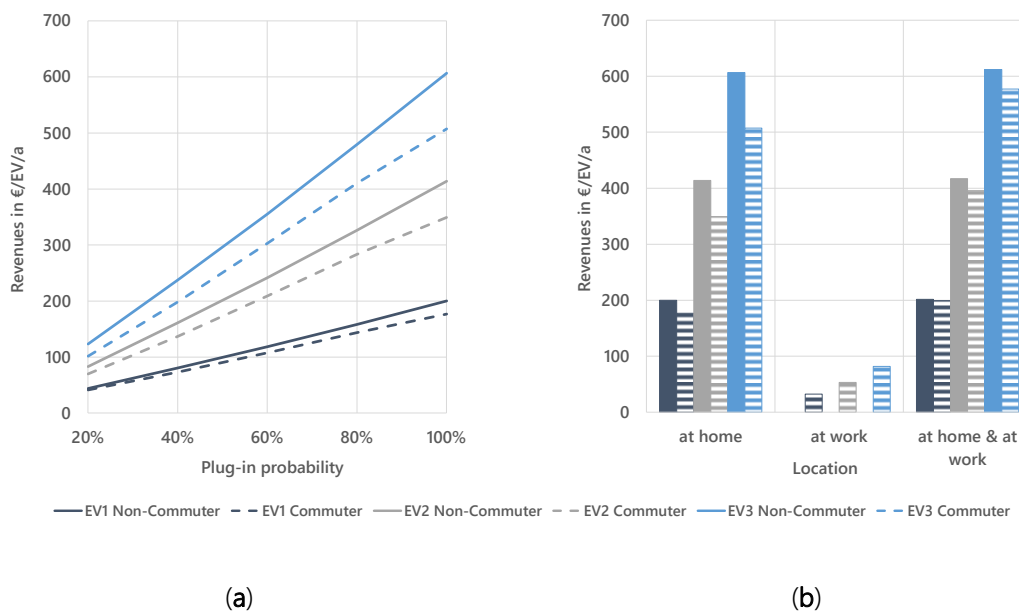 700
600
500
400
300
200
100
0
Revenues in €/EV/a
20% 40% 60% 80% 100%
Plug-in probability
700
600
500
400
300
200
100
0
Revenues in €/EV/a
at home at work at home & at
work
Location
EV1 Non-Commuter EV1 Commuter EV2 Non-Commuter EV2 Commuter EV3 Non-Commuter EV3 Commuter
(a) (b)